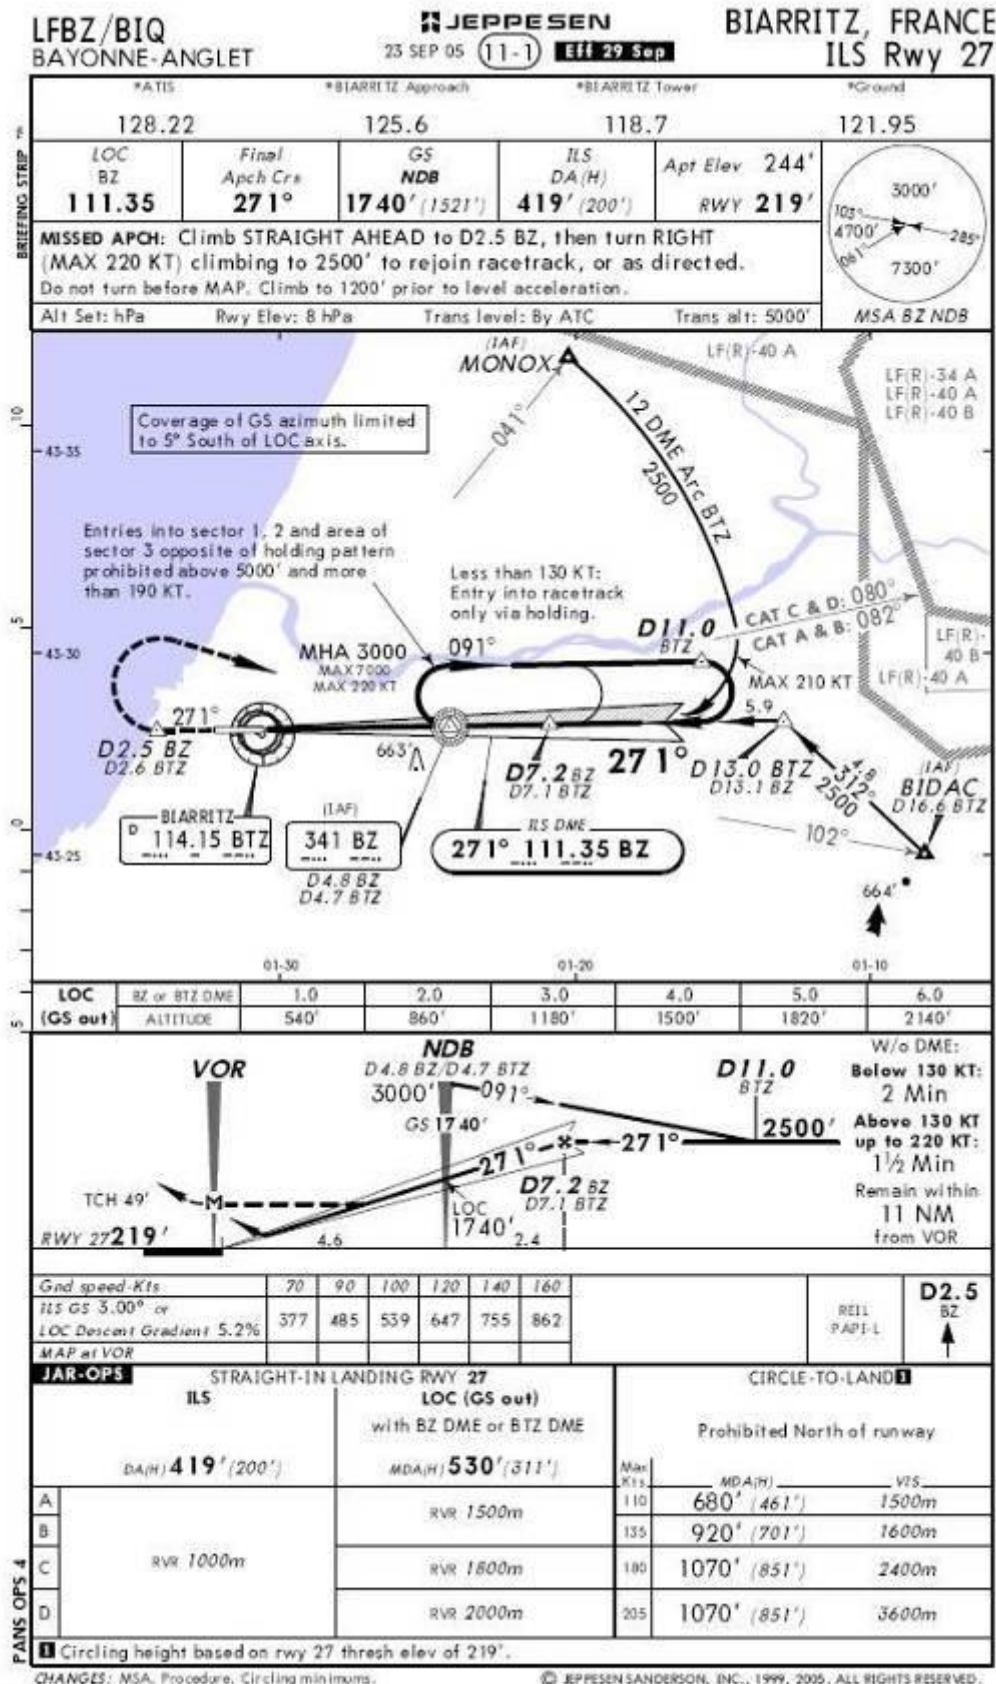 LFBZ/BIQ
BAYONNE-ANGLET
JEPPESEN
23 SEP 05 11-1 Eff 29 Sep
BIARRITZ, FRANCE
ILS Rwy 27
BRIEFING STRIP TM
*ATIS *BIARRITZ Approach *BIARRITZ Tower *Ground
128.22 125.6 118.7 121.95
LOC
BZ
111.35
Final
Apch Crs
271°
GS
NDB
1740' (1521')
ILS
DA(H)
419' (200')
Apt Elev 244'
RWY 219'
3000'
103°
4700'
061°
285°
7300'
MSA BZ NDB
MISSED APCH: Climb STRAIGHT AHEAD to D2.5 BZ, then turn RIGHT
(MAX 220 KT) climbing to 2500' to rejoin racetrack, or as directed.
Do not turn before MAP. Climb to 1200' prior to level acceleration.
Alt Set: hPa Rwy Elev: 8 hPa Trans level: By ATC Trans alt: 5000'
(IAF)
MONOX
LF(R)-40 A
LF(R)-34 A
LF(R)-40 A
LF(R)-40 B
Coverage of GS azimuth limited
to 5° South of LOC axis.
041°
12 DME Arc BTZ
2500
10
43-35
Entries into sector 1, 2 and area of
sector 3 opposite of holding pattern
prohibited above 5000' and more
than 190 KT.
Less than 130 KT:
Entry into racetrack
only via holding.
CAT C & D: 080°
CAT A & B: 082°
D11.0
BTZ
LF(R)-
40 B
LF(R)-40 A
5
43-30
MHA 3000
MAX 7000
MAX 220 KT
091°
MAX 210 KT
5.9
271°
D2.5 BZ
D2.6 BTZ
663'
D7.2 BZ
D7.1 BTZ
271°
D13.0 BTZ
D13.1 BZ
4.8
312°
2500
(IAF)
BIDAC
D16.6 BTZ
102°
BIARRITZ
D 114.15 BTZ
(IAF)
341 BZ
D4.8 BZ
D4.7 BTZ
ILS DME
271° 111.35 BZ
0
43-25
664'
01-30 01-20 01-10
5
LOC BZ or BTZ DME 1.0 2.0 3.0 4.0 5.0 6.0
(GS out) ALTITUDE 540' 860' 1180' 1500' 1820' 2140'
VOR
NDB
D4.8 BZ/D4.7 BTZ
3000' 091°
GS 1740'
D11.0
BTZ
2500'
271°
271°
D7.2 BZ
D7.1 BTZ
LOC
1740'
TCH 49'
M
RWY 27 219'
4.6 2.4
W/o DME:
Below 130 KT:
2 Min
Above 130 KT
up to 220 KT:
1½ Min
Remain within
11 NM
from VOR
Gnd speed-Kts 70 90 100 120 140 160
ILS GS 3.00° or
LOC Descent Gradient 5.2% 377 485 539 647 755 862
MAP at VOR
REIL
PAPI-L
D2.5
BZ
JAR-OPS STRAIGHT-IN LANDING RWY 27 CIRCLE-TO-LAND 1
ILS LOC (GS out)
with BZ DME or BTZ DME
Prohibited North of runway
DA(H) 419' (200') MDA(H) 530' (311')
Max
Kts MDA(H) VIS
A RVR 1500m 110 680' (461') 1500m
B 135 920' (701') 1600m
RVR 1000m
C RVR 1800m 180 1070' (851') 2400m
D RVR 2000m 205 1070' (851') 3600m
PANS OPS 4
1 Circling height based on rwy 27 thresh elev of 219'.
CHANGES: MSA. Procedure. Circling minimums.
© JEPPESEN SANDERSON, INC., 1999, 2005. ALL RIGHTS RESERVED.